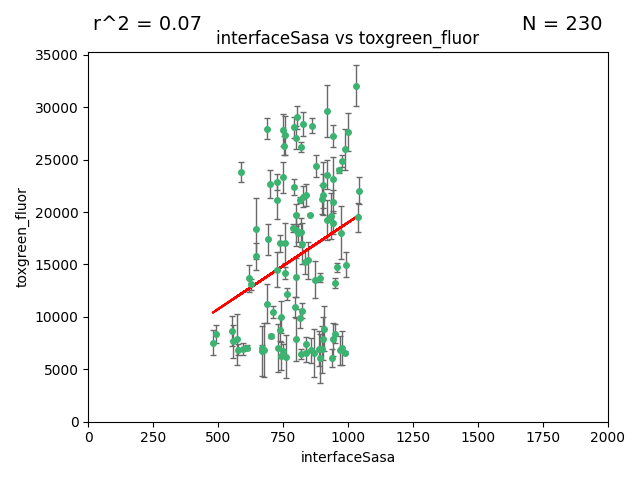 r^2 = 0.07
N = 230
interfaceSasa vs toxgreen_fluor
35000
30000
25000
20000
15000
10000
5000
0
toxgreen_fluor
0 250 500 750 1000 1250 1500 1750 2000
interfaceSasa